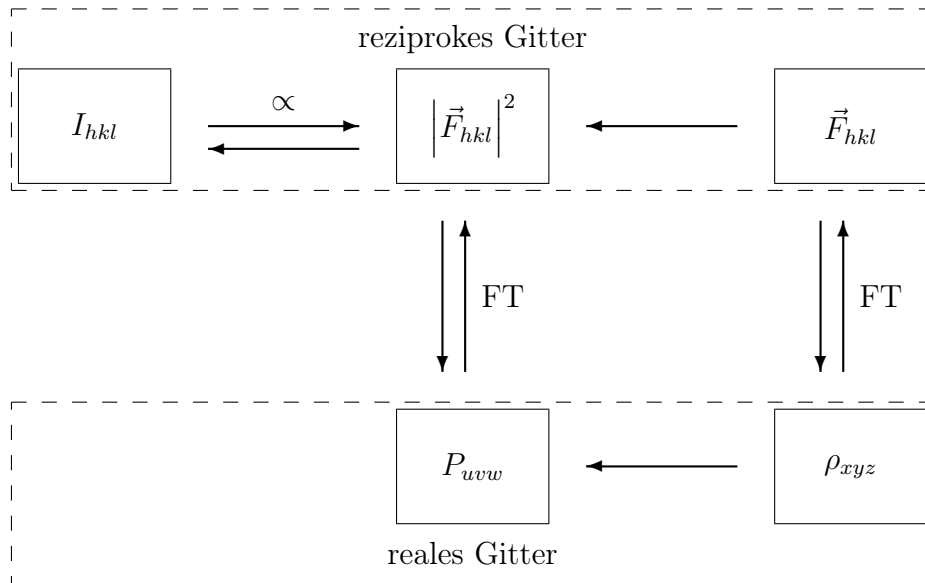 reziprokes Gitter
I_{hkl} ∝ |\vec{F}_{hkl}|^2 \vec{F}_{hkl}
FT FT
P_{uvw} ρ_{xyz}
reales Gitter